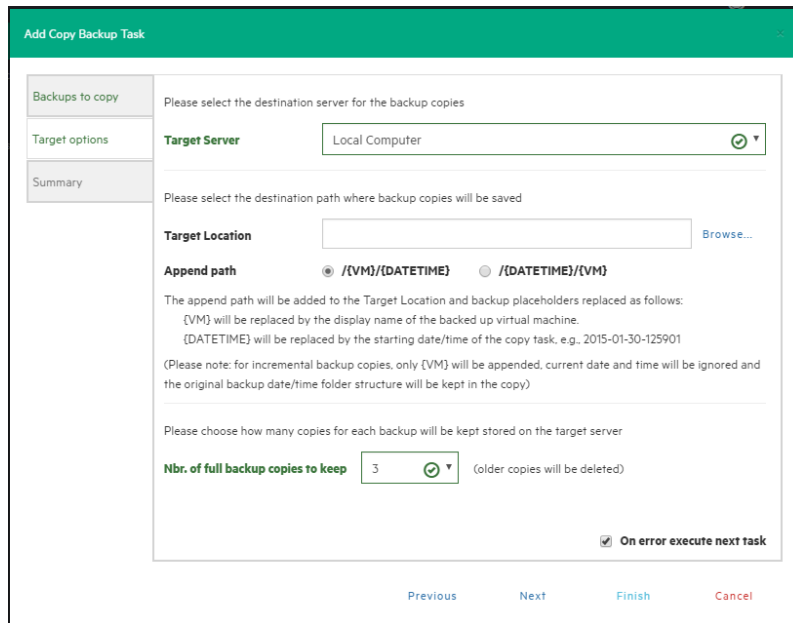 Add Copy Backup Task
Backups to copy
Target options
Summary
Please select the destination server for the backup copies
Target Server Local Computer
Please select the destination path where backup copies will be saved
Target Location Browse...
Append path /{VM}/{DATETIME} /{DATETIME}/{VM}
The append path will be added to the Target Location and backup placeholders replaced as follows:
{VM} will be replaced by the display name of the backed up virtual machine.
{DATETIME} will be replaced by the starting date/time of the copy task, e.g., 2015-01-30-125901
(Please note: for incremental backup copies, only {VM} will be appended, current date and time will be ignored and
the original backup date/time folder structure will be kept in the copy)
Please choose how many copies for each backup will be kept stored on the target server
Nbr. of full backup copies to keep 3 (older copies will be deleted)
On error execute next task
Previous Next Finish Cancel